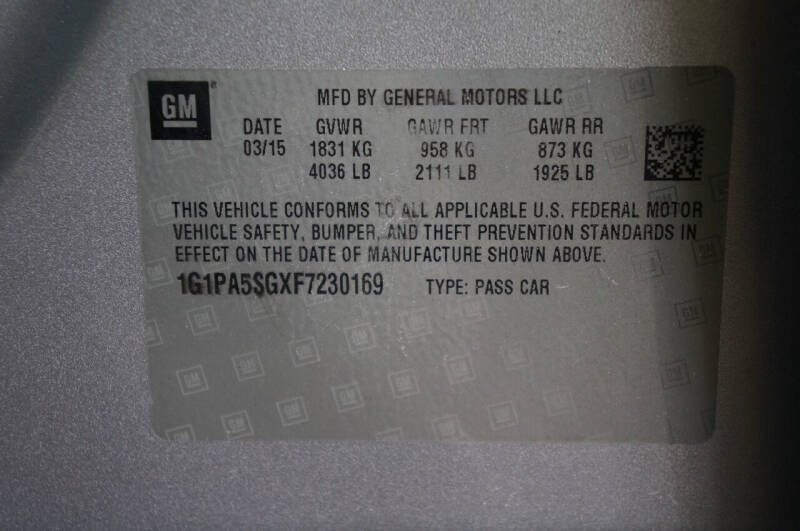 GM
MFD BY GENERAL MOTORS LLC
DATE GVWR GAWR FRT GAWR RR
03/15 1831 KG 958 KG 873 KG
4036 LB 2111 LB 1925 LB
THIS VEHICLE CONFORMS TO ALL APPLICABLE U.S. FEDERAL MOTOR
VEHICLE SAFETY, BUMPER, AND THEFT PREVENTION STANDARDS IN
EFFECT ON THE DATE OF MANUFACTURE SHOWN ABOVE.
1G1PA5SGXF7230169 TYPE: PASS CAR